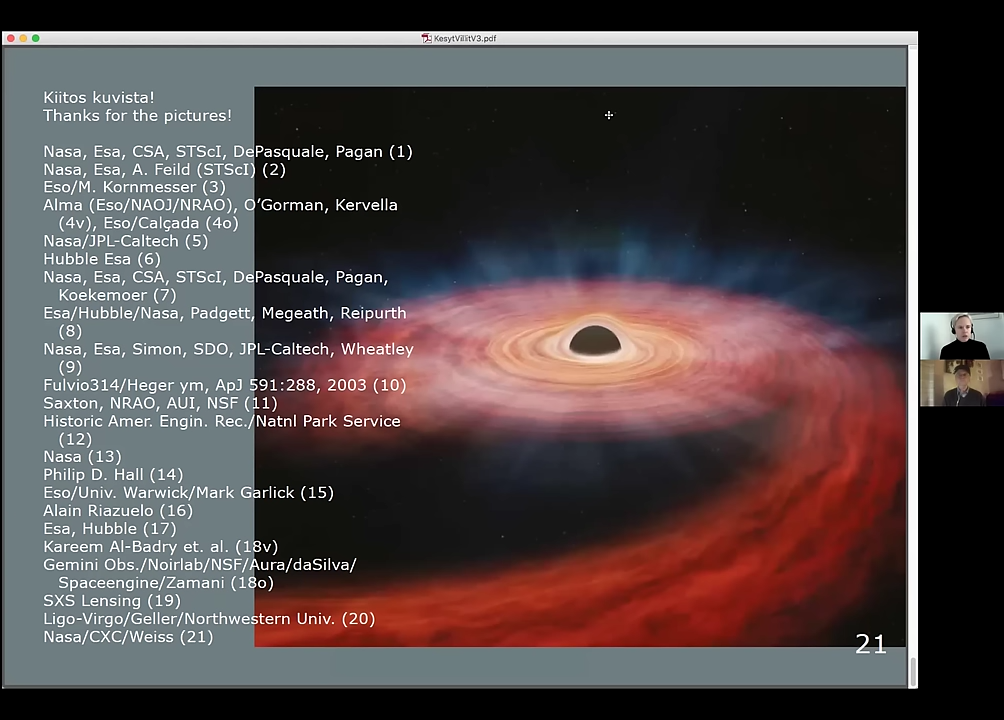 KesytVillitV3.pdf
Kiitos kuvista!
Thanks for the pictures!
Nasa, Esa, CSA, STScI, DePasquale, Pagan (1)
Nasa, Esa, A. Feild (STScI) (2)
Eso/M. Kornmesser (3)
Alma (Eso/NAOJ/NRAO), O’Gorman, Kervella
(4v), Eso/Calçada (4o)
Nasa/JPL-Caltech (5)
Hubble Esa (6)
Nasa, Esa, CSA, STScI, DePasquale, Pagan,
Koekemoer (7)
Esa/Hubble/Nasa, Padgett, Megeath, Reipurth
(8)
Nasa, Esa, Simon, SDO, JPL-Caltech, Wheatley
(9)
Fulvio314/Heger ym, ApJ 591:288, 2003 (10)
Saxton, NRAO, AUI, NSF (11)
Historic Amer. Engin. Rec./Natnl Park Service
(12)
Nasa (13)
Philip D. Hall (14)
Eso/Univ. Warwick/Mark Garlick (15)
Alain Riazuelo (16)
Esa, Hubble (17)
Kareem Al-Badry et. al. (18v)
Gemini Obs./Noirlab/NSF/Aura/daSilva/
Spaceengine/Zamani (18o)
SXS Lensing (19)
Ligo-Virgo/Geller/Northwestern Univ. (20)
Nasa/CXC/Weiss (21)
21